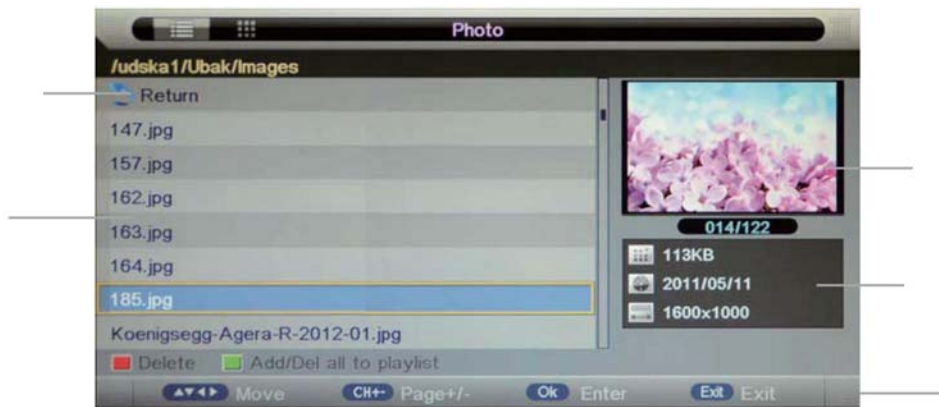 Photo
/udska1/Ubak/Images
Return
147.jpg
157.jpg
162.jpg
163.jpg
164.jpg
185.jpg
Koenigsegg-Agera-R-2012-01.jpg
014/122
113KB
2011/05/11
1600x1000
Delete Add/Del all to playlist
Move CH+- Page+/- Ok Enter Exit Exit